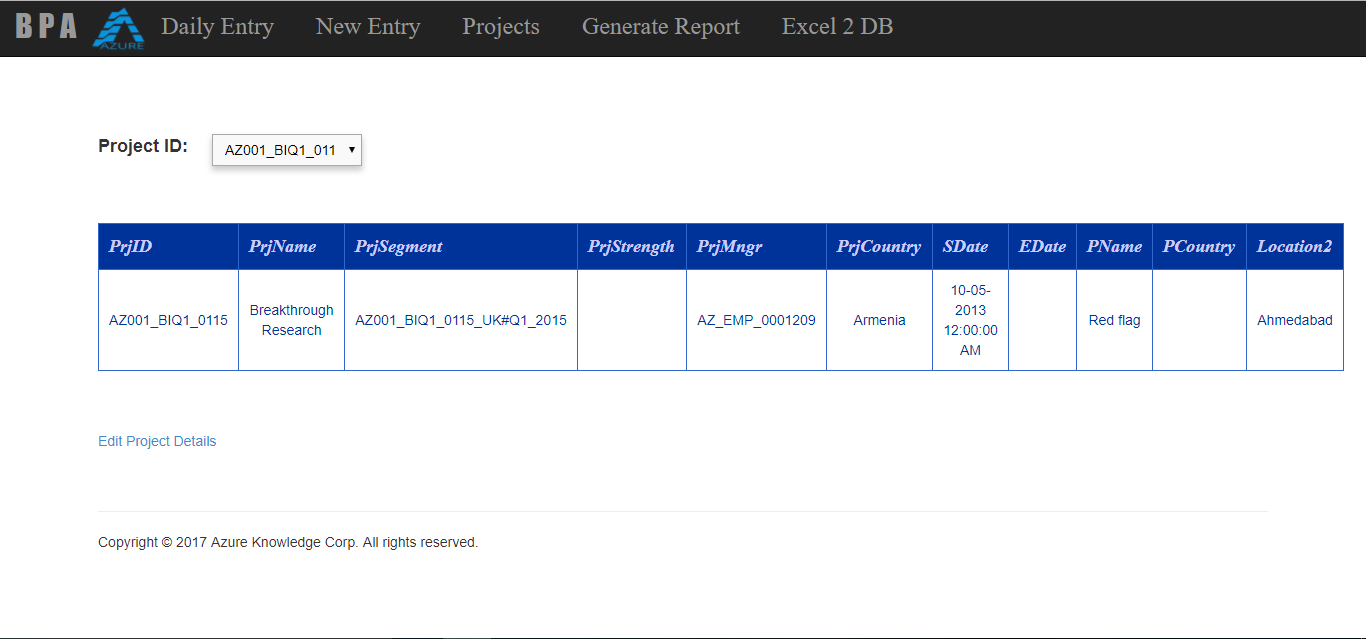 BPA AZURE Daily Entry New Entry Projects Generate Report Excel 2 DB
Project ID: AZ001_BIQ1_011
PrjID PrjName PrjSegment PrjStrength PrjMngr PrjCountry SDate EDate PName PCountry Location2
AZ001_BIQ1_0115 Breakthrough Research AZ001_BIQ1_0115_UK#Q1_2015 AZ_EMP_0001209 Armenia 10-05-2013 12:00:00 AM Red flag Ahmedabad
Edit Project Details
Copyright © 2017 Azure Knowledge Corp. All rights reserved.